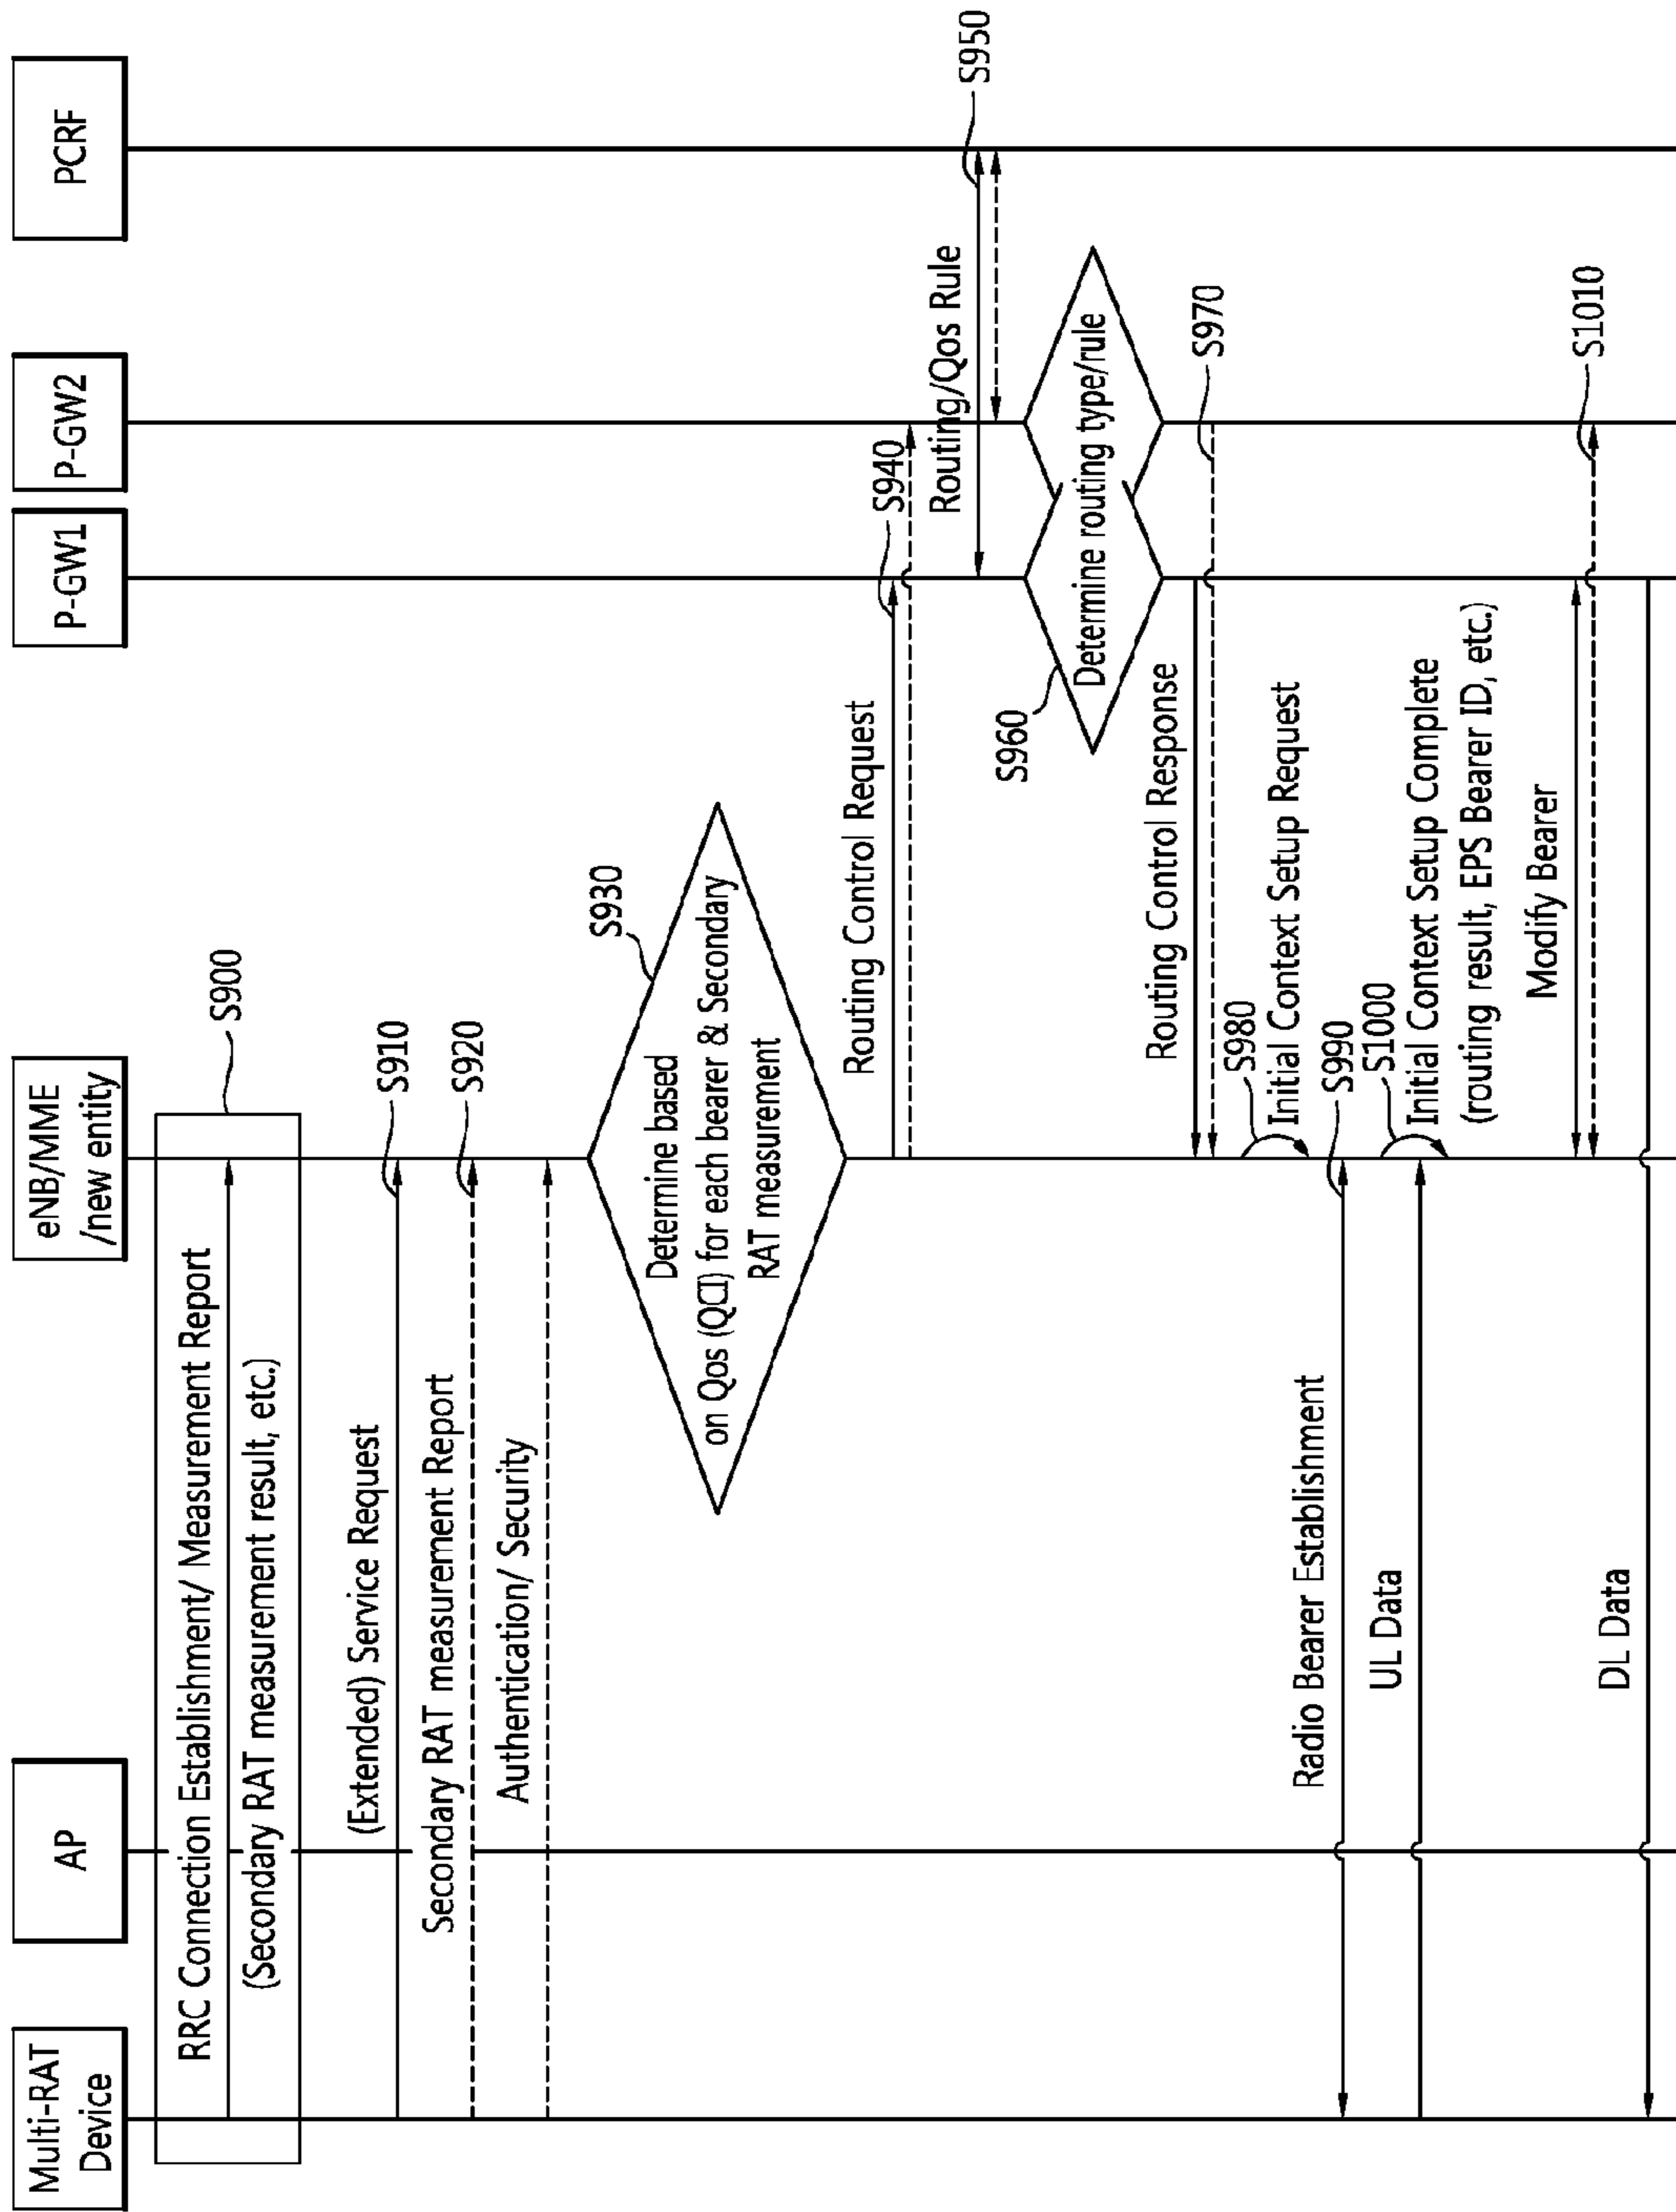 Multi-RAT
Device
AP
eNB/MME
/new entity
P-GW1
P-GW2
PCRF
RRC Connection Establishment/ Measurement Report
(Secondary RAT measurement result, etc.)
S900
(Extended) Service Request
S910
Secondary RAT measurement Report
S920
Authentication/ Security
S930
Determine based
on Qos (QCI) for each bearer & Secondary
RAT measurement
Routing Control Request
S940
Routing/Qos Rule
S950
S960
Determine routing type/rule
Routing Control Response
S970
S980
Initial Context Setup Request
Radio Bearer Establishment
S990
UL Data
S1000
Initial Context Setup Complete
(routing result, EPS Bearer ID, etc.)
Modify Bearer
S1010
DL Data